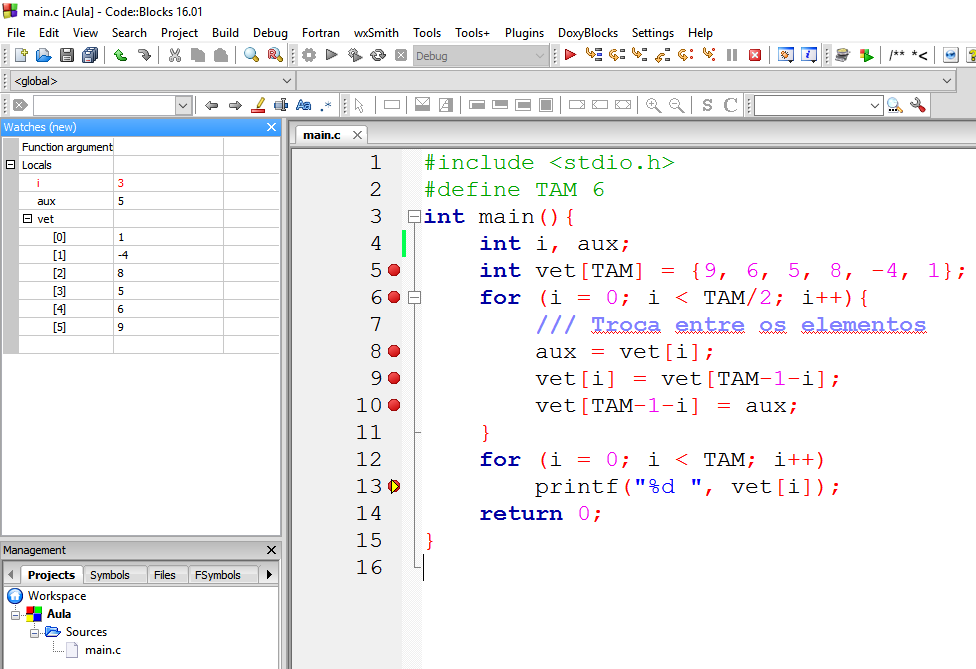 main.c [Aula] - Code::Blocks 16.01
File Edit View Search Project Build Debug Fortran wxSmith Tools Tools+ Plugins DoxyBlocks Settings Help
Debug /** *<
<global>
Aa .* S C
Watches (new)
Function argument
Locals
i 3
aux 5
vet
[0] 1
[1] -4
[2] 8
[3] 5
[4] 6
[5] 9
main.c
1 #include <stdio.h>
2 #define TAM 6
3 int main(){
4 int i, aux;
5 int vet[TAM] = {9, 6, 5, 8, -4, 1};
6 for (i = 0; i < TAM/2; i++){
7 /// Troca entre os elementos
8 aux = vet[i];
9 vet[i] = vet[TAM-1-i];
10 vet[TAM-1-i] = aux;
11 }
12 for (i = 0; i < TAM; i++)
13 printf("%d ", vet[i]);
14 return 0;
15 }
16
Management
Projects Symbols Files FSymbols
Workspace
Aula
Sources
main.c